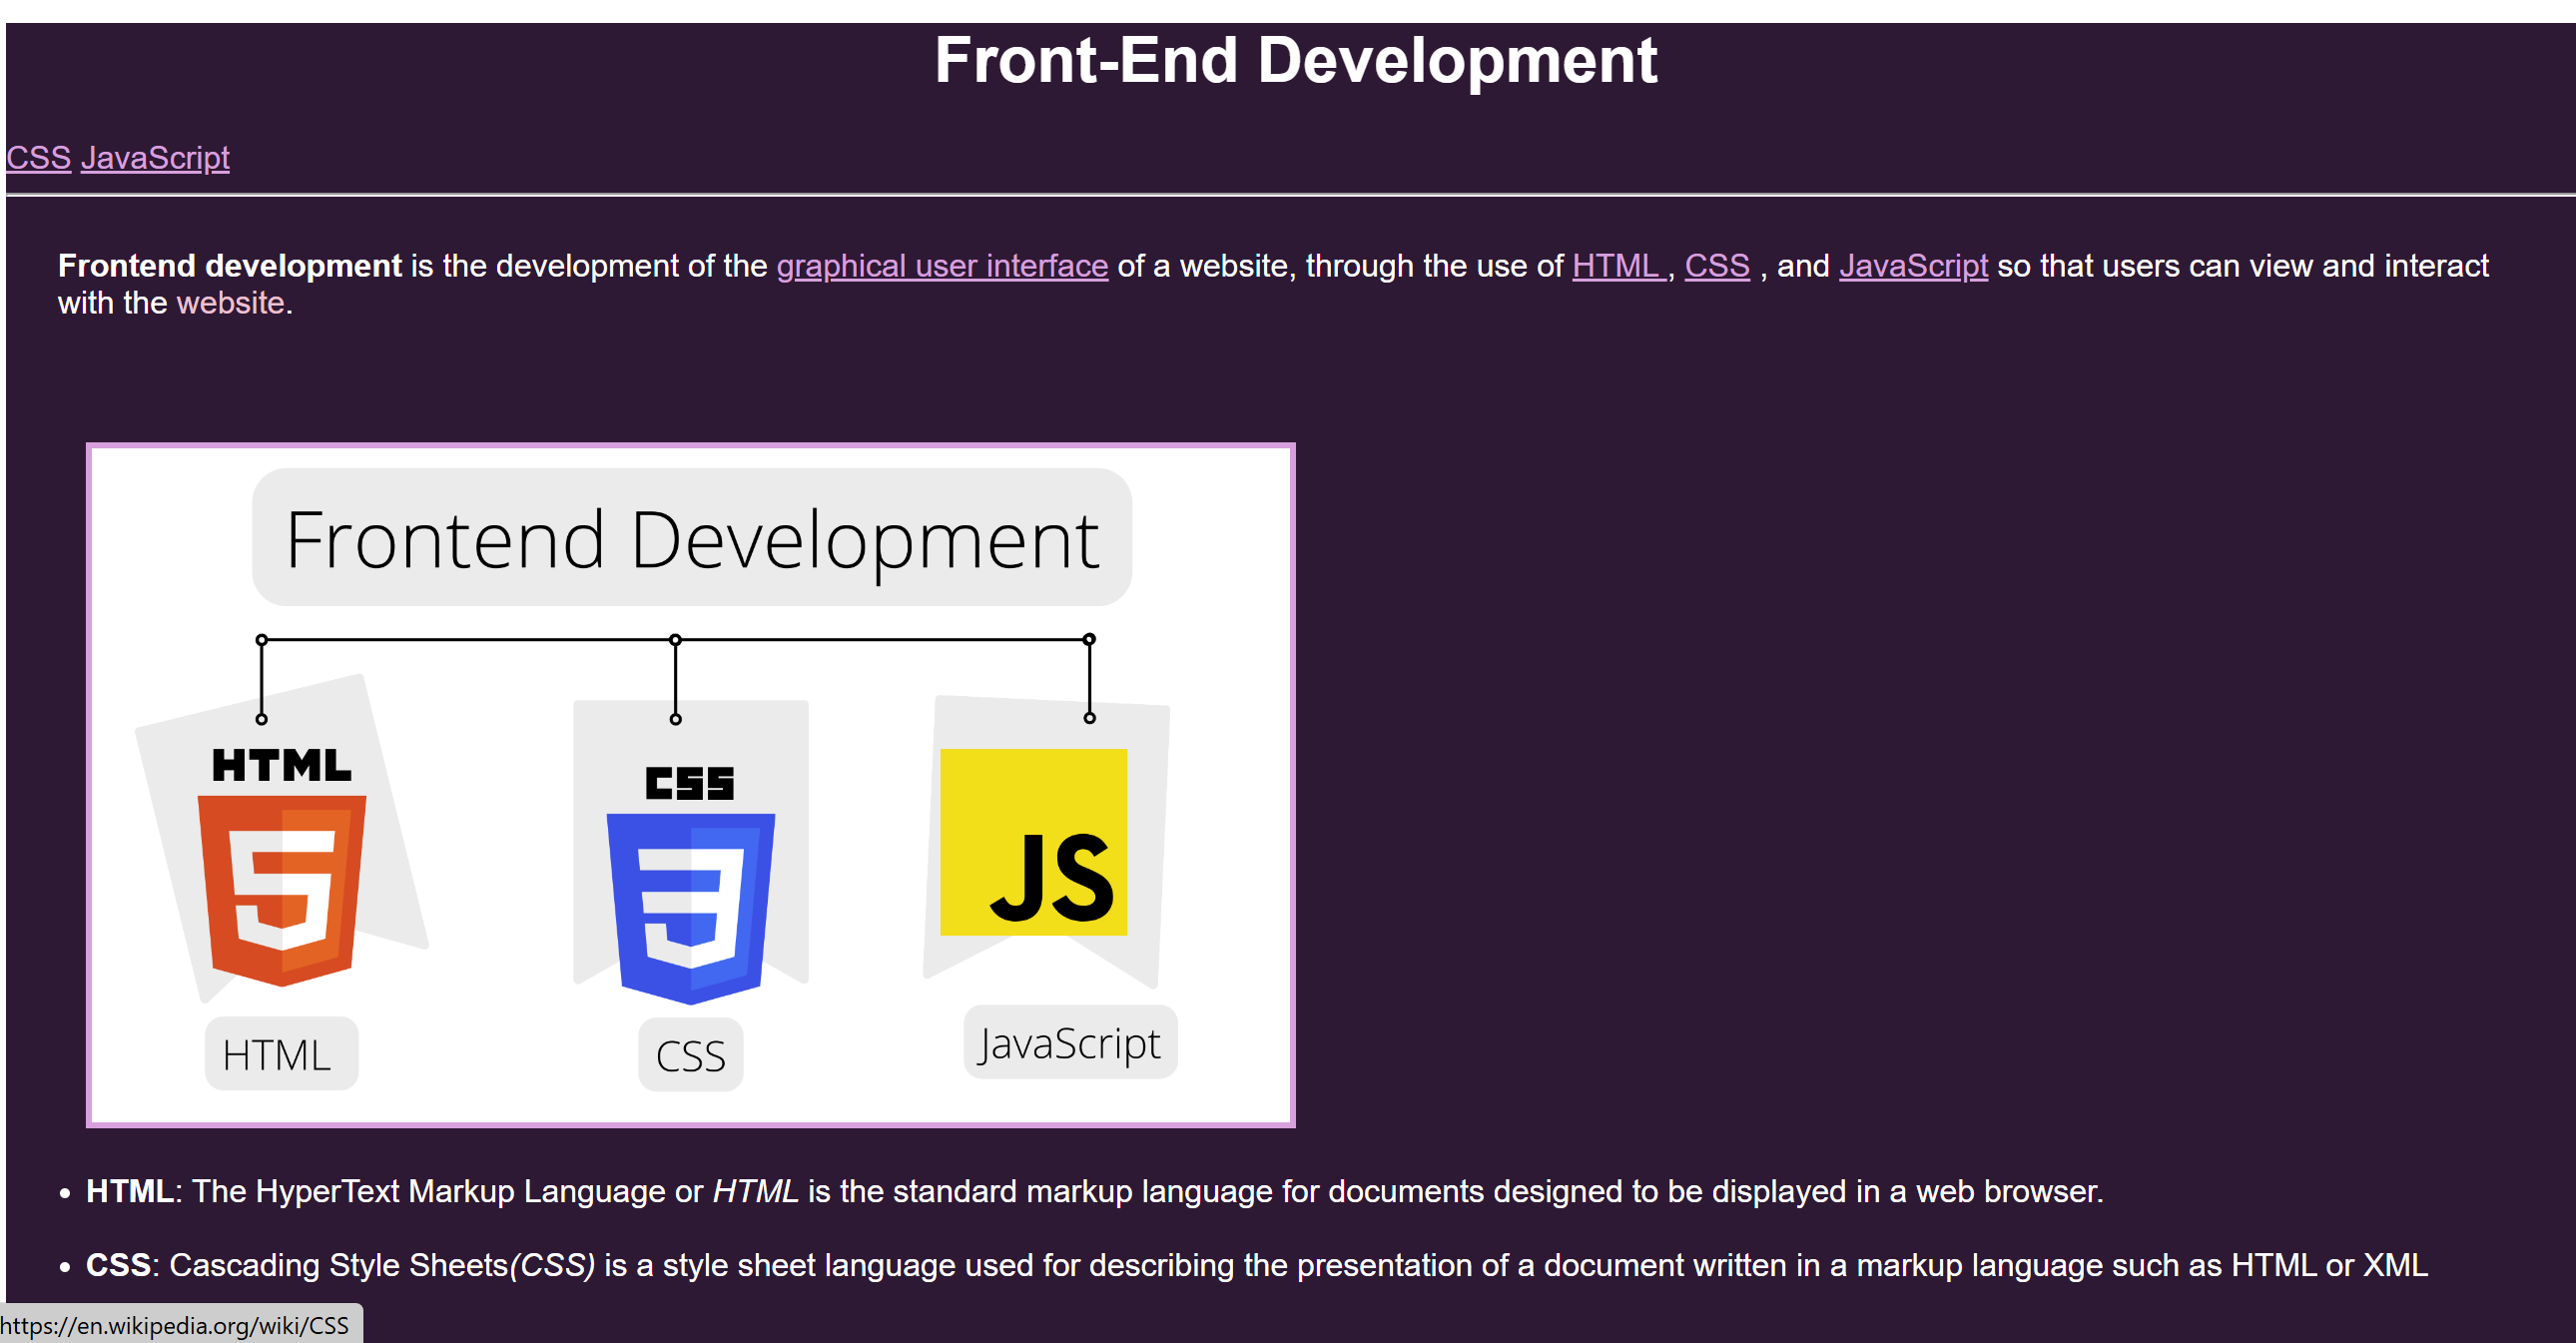 Front-End Development
CSS JavaScript
Frontend development is the development of the graphical user interface of a website, through the use of HTML , CSS , and JavaScript so that users can view and interact
with the website.
Frontend Development
HTML
CSS
JS
HTML
CSS
JavaScript
• HTML: The HyperText Markup Language or HTML is the standard markup language for documents designed to be displayed in a web browser.
• CSS: Cascading Style Sheets(CSS) is a style sheet language used for describing the presentation of a document written in a markup language such as HTML or XML
https://en.wikipedia.org/wiki/CSS